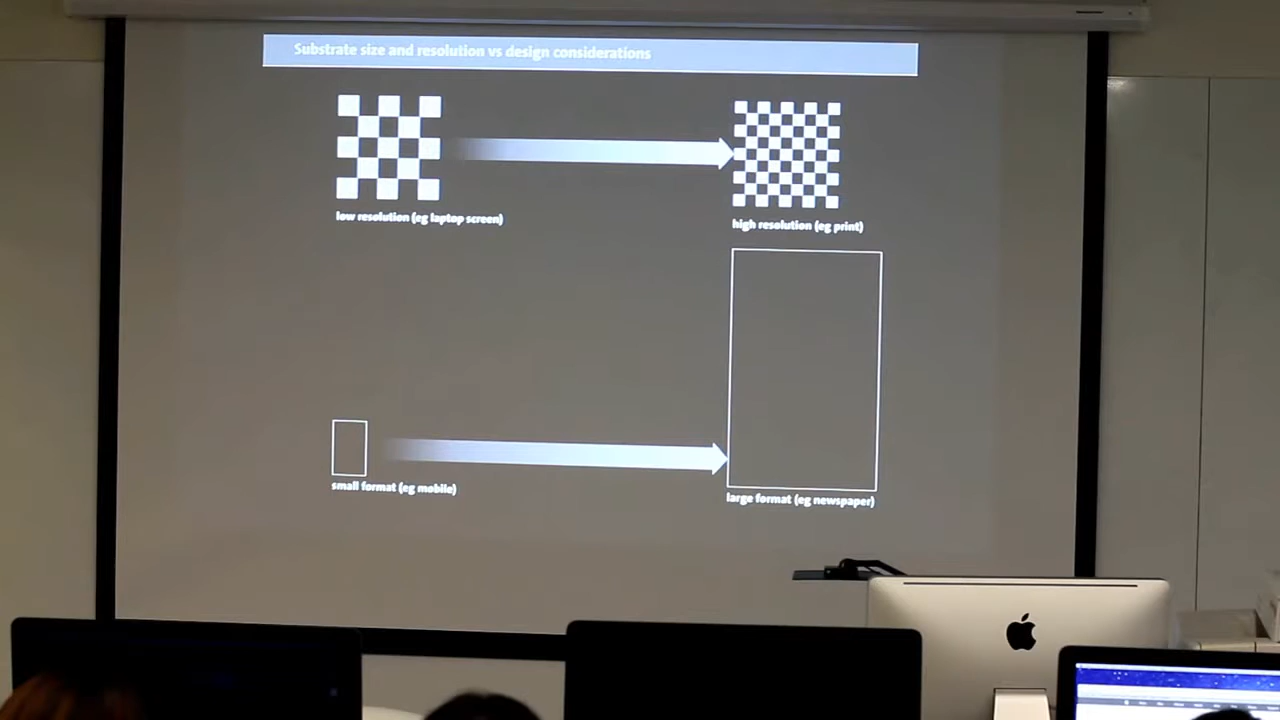 Substrate size and resolution vs design considerations
low resolution (eg laptop screen)
high resolution (eg print)
small format (eg mobile)
large format (eg newspaper)